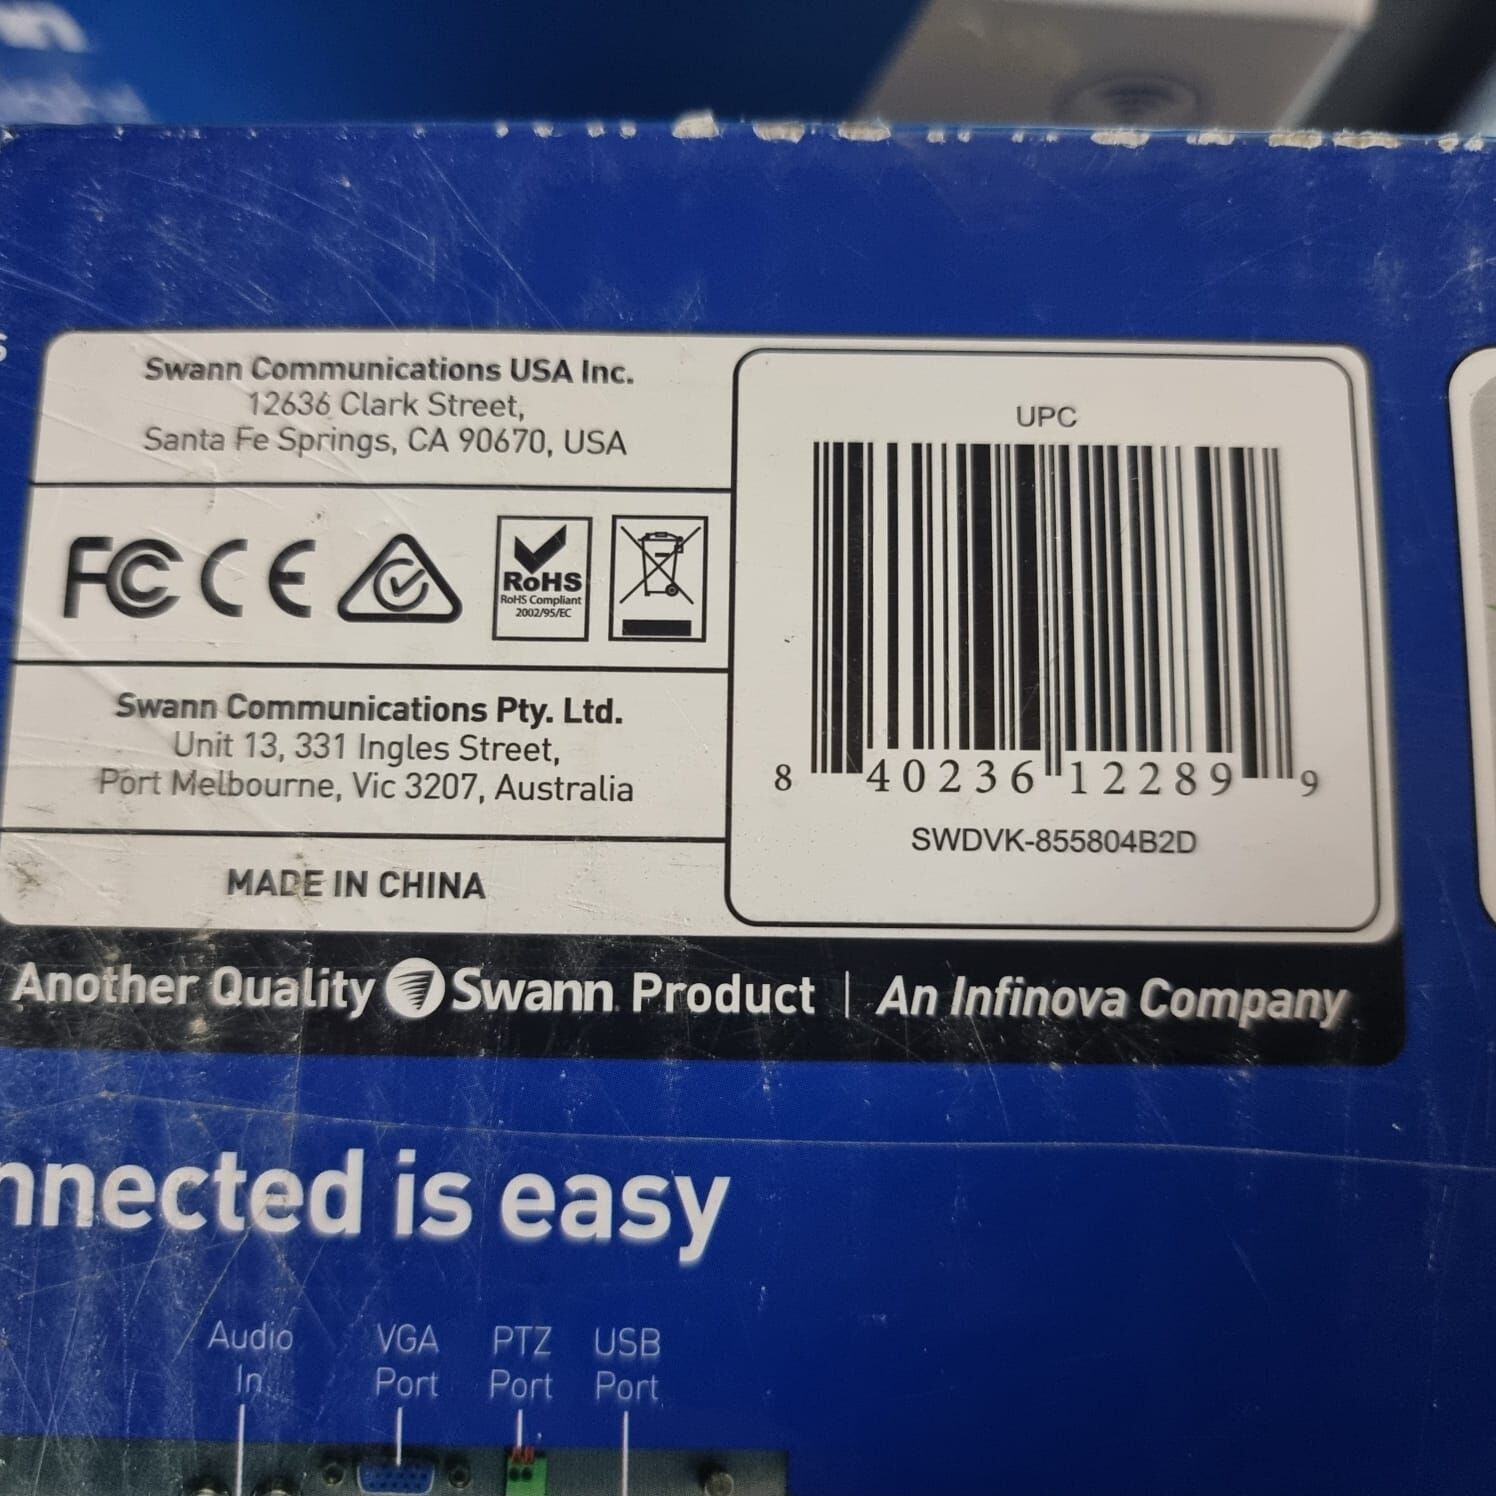 Swann Communications USA Inc.
12636 Clark Street,
Santa Fe Springs, CA 90670, USA
FC CE
RoHS
RoHS Compliant
2002/95/EC
Swann Communications Pty. Ltd.
Unit 13, 331 Ingles Street,
Port Melbourne, Vic 3207, Australia
MADE IN CHINA
UPC
8 40236 12289 9
SWDVK-855804B2D
Another Quality Swann Product | An Infinova Company
nnected is easy
Audio In
VGA Port
PTZ Port
USB Port